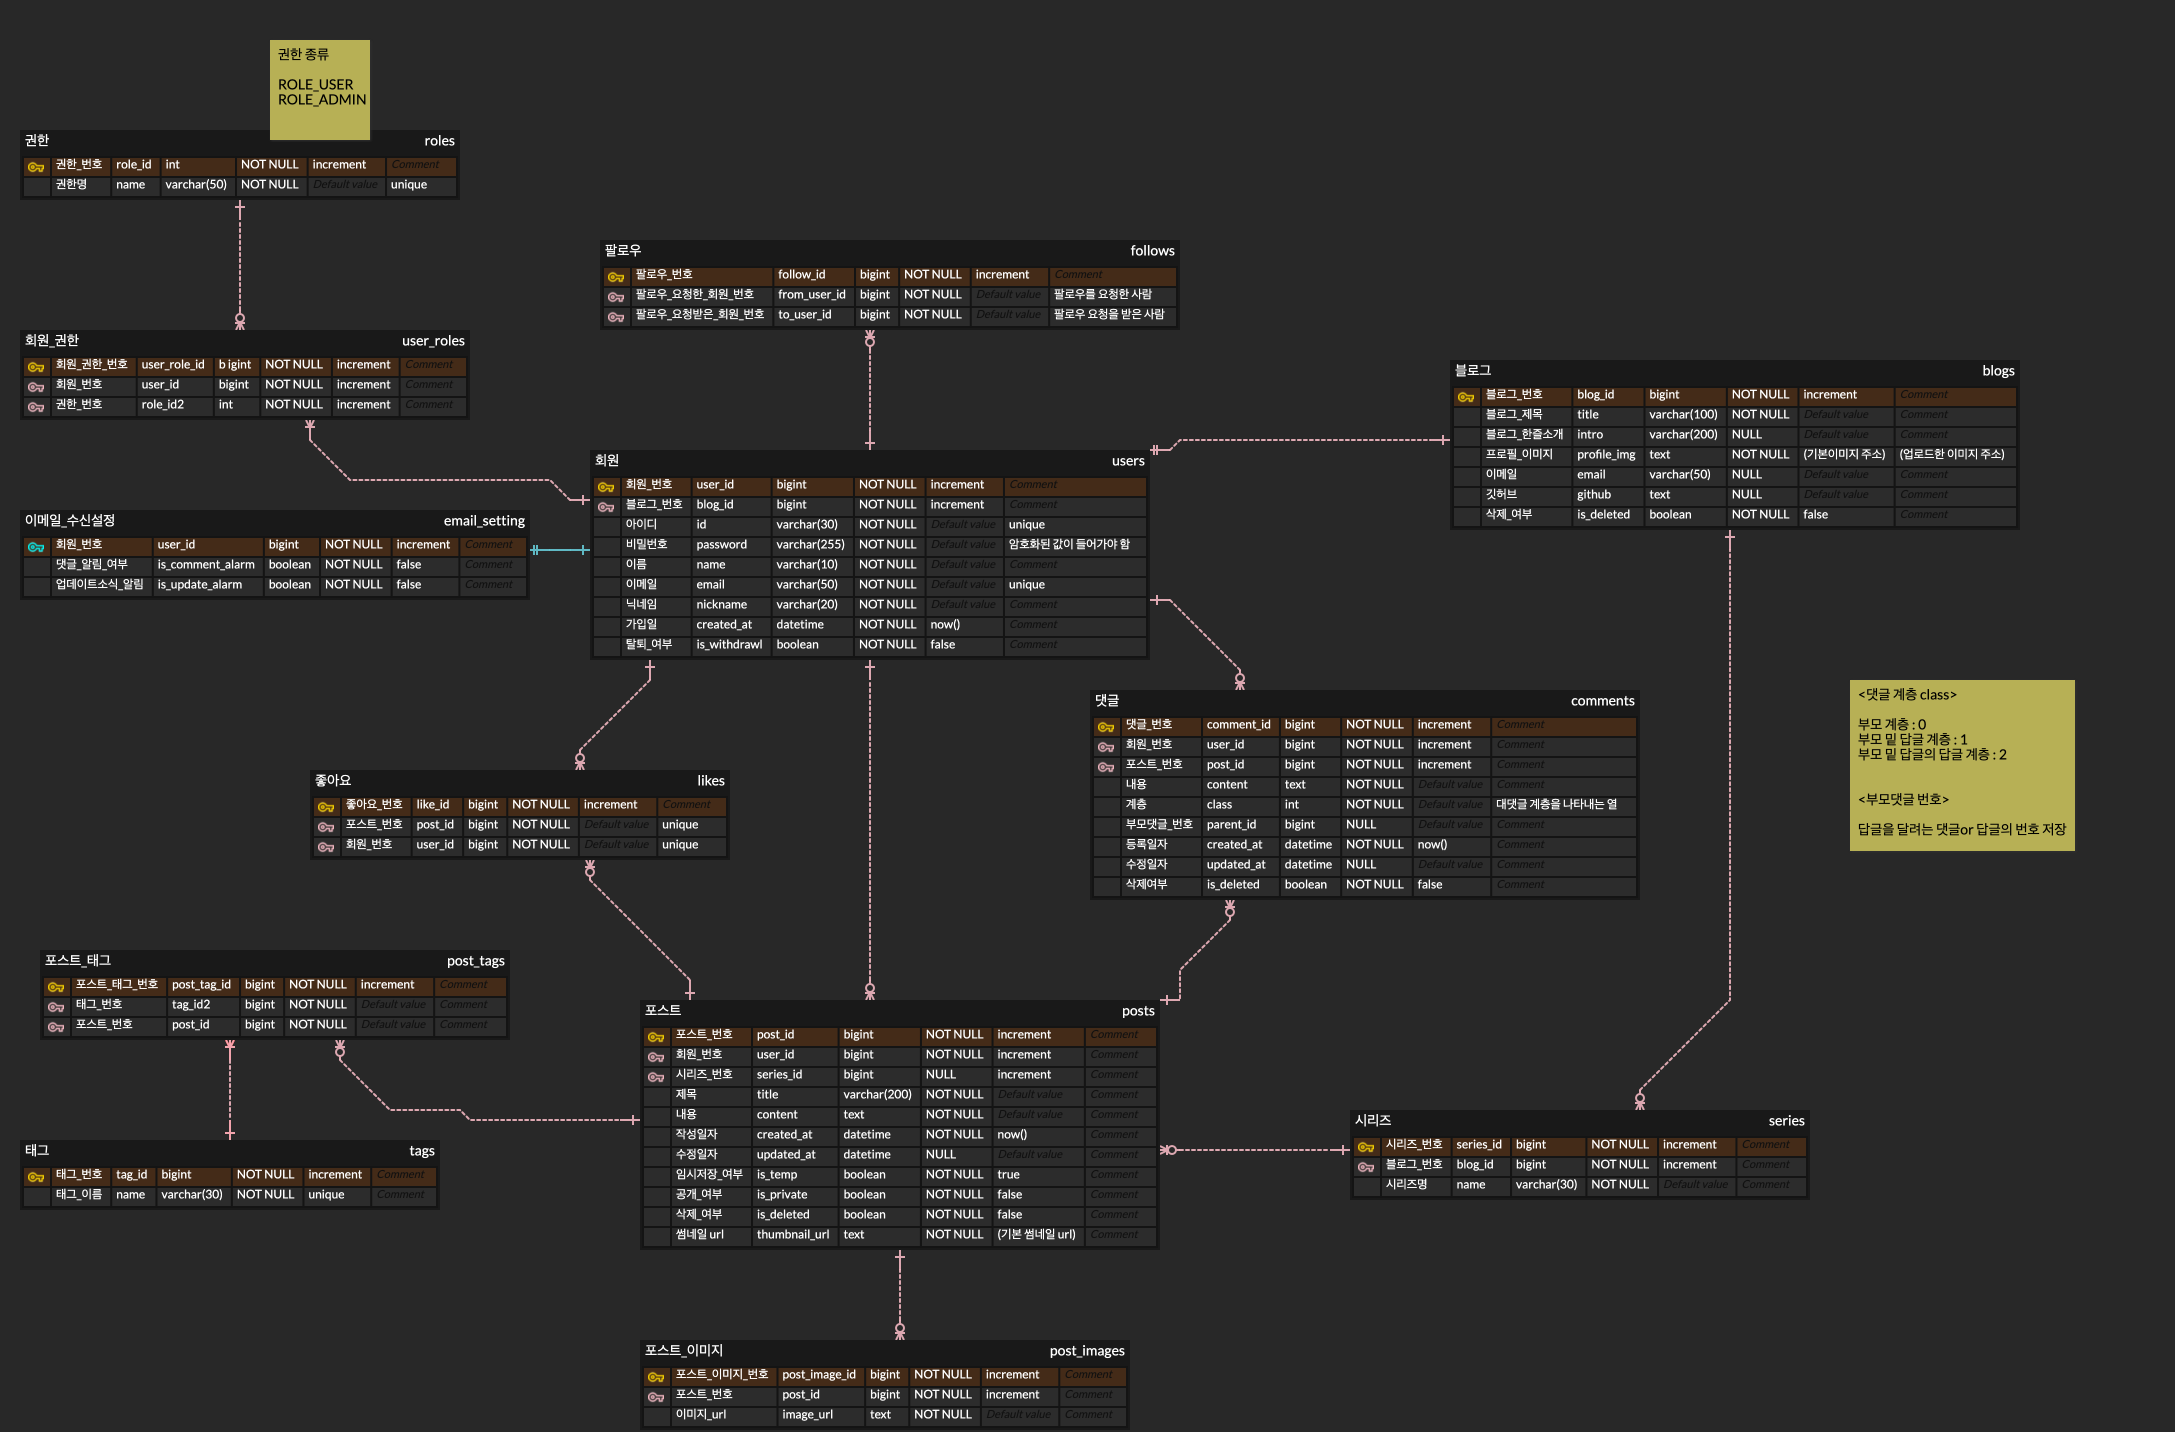 권한 종류
ROLE_USER
ROLE_ADMIN
권한 roles
권한_번호 role_id int NOT NULL increment Comment
권한명 name varchar(50) NOT NULL Default value unique
팔로우 follows
팔로우_번호 follow_id bigint NOT NULL increment Comment
팔로우_요청한_회원_번호 from_user_id bigint NOT NULL Default value 팔로우를 요청한 사람
팔로우_요청받은_회원_번호 to_user_id bigint NOT NULL Default value 팔로우 요청을 받은 사람
회원_권한 user_roles
회원_권한_번호 user_role_id b igint NOT NULL increment Comment
회원_번호 user_id bigint NOT NULL increment Comment
권한_번호 role_id2 int NOT NULL increment Comment
블로그 blogs
블로그_번호 blog_id bigint NOT NULL increment Comment
블로그_제목 title varchar(100) NOT NULL Default value Comment
블로그_한줄소개 intro varchar(200) NULL Default value Comment
프로필_이미지 profile_img text NOT NULL (기본이미지 주소) (업로드한 이미지 주소)
이메일 email varchar(50) NULL Default value Comment
깃허브 github text NULL Default value Comment
삭제_여부 is_deleted boolean NOT NULL false Comment
회원 users
회원_번호 user_id bigint NOT NULL increment Comment
블로그_번호 blog_id bigint NOT NULL increment Comment
아이디 id varchar(30) NOT NULL Default value unique
비밀번호 password varchar(255) NOT NULL Default value 암호화된 값이 들어가야 함
이름 name varchar(10) NOT NULL Default value Comment
이메일 email varchar(50) NOT NULL Default value unique
닉네임 nickname varchar(20) NOT NULL Default value Comment
가입일 created_at datetime NOT NULL now() Comment
탈퇴_여부 is_withdrawl boolean NOT NULL false Comment
이메일_수신설정 email_setting
회원_번호 user_id bigint NOT NULL increment Comment
댓글_알림_여부 is_comment_alarm boolean NOT NULL false Comment
업데이트소식_알림 is_update_alarm boolean NOT NULL false Comment
댓글 comments
댓글_번호 comment_id bigint NOT NULL increment Comment
회원_번호 user_id bigint NOT NULL increment Comment
포스트_번호 post_id bigint NOT NULL increment Comment
내용 content text NOT NULL Default value Comment
계층 class int NOT NULL Default value 대댓글 계층을 나타내는 열
부모댓글_번호 parent_id bigint NULL Default value Comment
등록일자 created_at datetime NOT NULL now() Comment
수정일자 updated_at datetime NULL Default value Comment
삭제여부 is_deleted boolean NOT NULL false Comment
<댓글 계층 class>
부모 계층 : 0
부모 밑 답글 계층 : 1
부모 밑 답글의 답글 계층 : 2
<부모댓글 번호>
답글을 달려는 댓글or 답글의 번호 저장
좋아요 likes
좋아요_번호 like_id bigint NOT NULL increment Comment
포스트_번호 post_id bigint NOT NULL Default value unique
회원_번호 user_id bigint NOT NULL Default value unique
포스트_태그 post_tags
포스트_태그_번호 post_tag_id bigint NOT NULL increment Comment
태그_번호 tag_id2 bigint NOT NULL Default value Comment
포스트_번호 post_id bigint NOT NULL Default value Comment
태그 tags
태그_번호 tag_id bigint NOT NULL increment Comment
태그_이름 name varchar(30) NOT NULL unique Comment
포스트 posts
포스트_번호 post_id bigint NOT NULL increment Comment
회원_번호 user_id bigint NOT NULL increment Comment
시리즈_번호 series_id bigint NULL increment Comment
제목 title varchar(200) NOT NULL Default value Comment
내용 content text NOT NULL Default value Comment
작성일자 created_at datetime NOT NULL now() Comment
수정일자 updated_at datetime NULL Default value Comment
임시저장_여부 is_temp boolean NOT NULL true Comment
공개_여부 is_private boolean NOT NULL false Comment
삭제_여부 is_deleted boolean NOT NULL false Comment
썸네일 url thumbnail_url text NOT NULL (기본 썸네일 url) Comment
시리즈 series
시리즈_번호 series_id bigint NOT NULL increment Comment
블로그_번호 blog_id bigint NOT NULL increment Comment
시리즈명 name varchar(30) NOT NULL Default value Comment
포스트_이미지 post_images
포스트_이미지_번호 post_image_id bigint NOT NULL increment Comment
포스트_번호 post_id bigint NOT NULL increment Comment
이미지_url image_url text NOT NULL Default value Comment